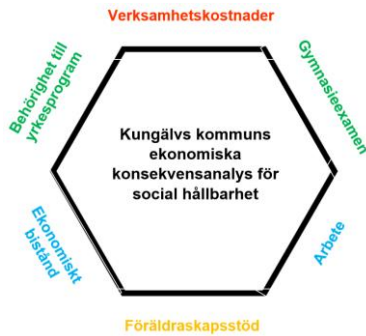 Verksamhetskostnader
Behörighet till
yrkesprogram
Gymnasieexamen
Kungälvs kommuns
ekonomiska
konsekvensanalys för
social hållbarhet
Ekonomiskt
bistånd
Arbete
Föräldraskapsstöd